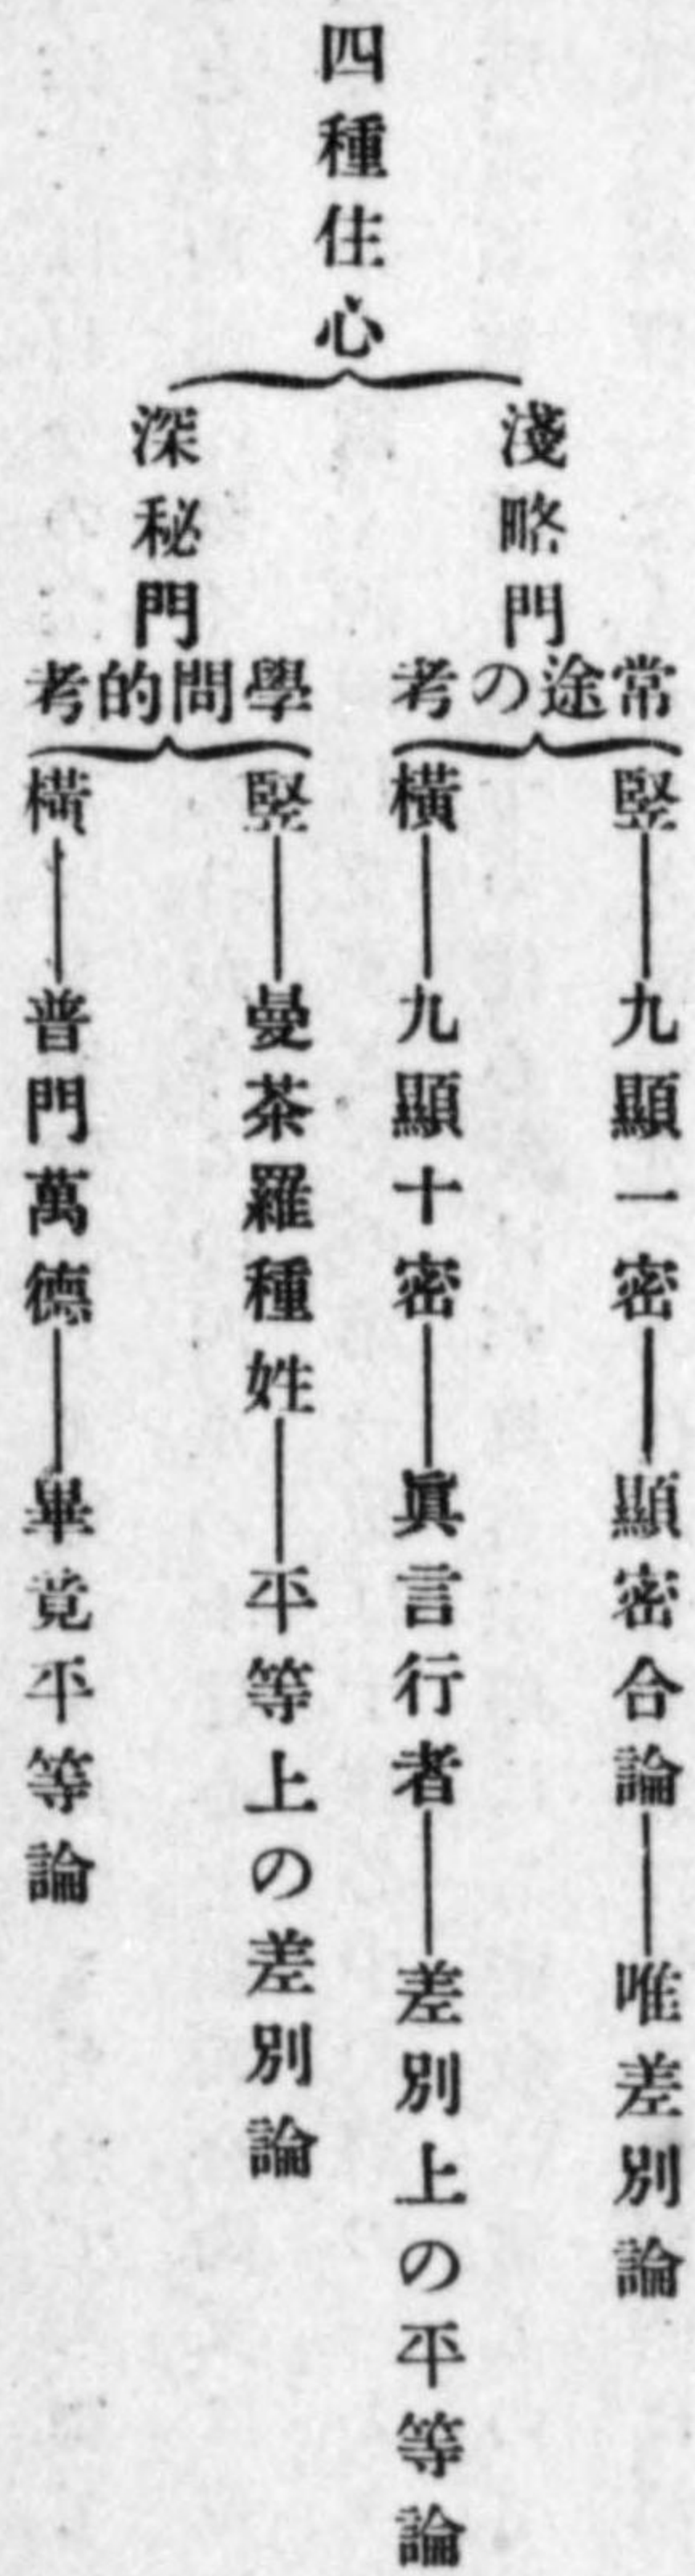 四種住心
淺略門
常途の考
竪――九顯一密――顯密合論――唯差別論
横――九顯十密――眞言行者――差別上の平等論
深秘門
學問的考
竪――曼茶羅種姓――平等上の差別論
横――普門萬德――畢竟平等論